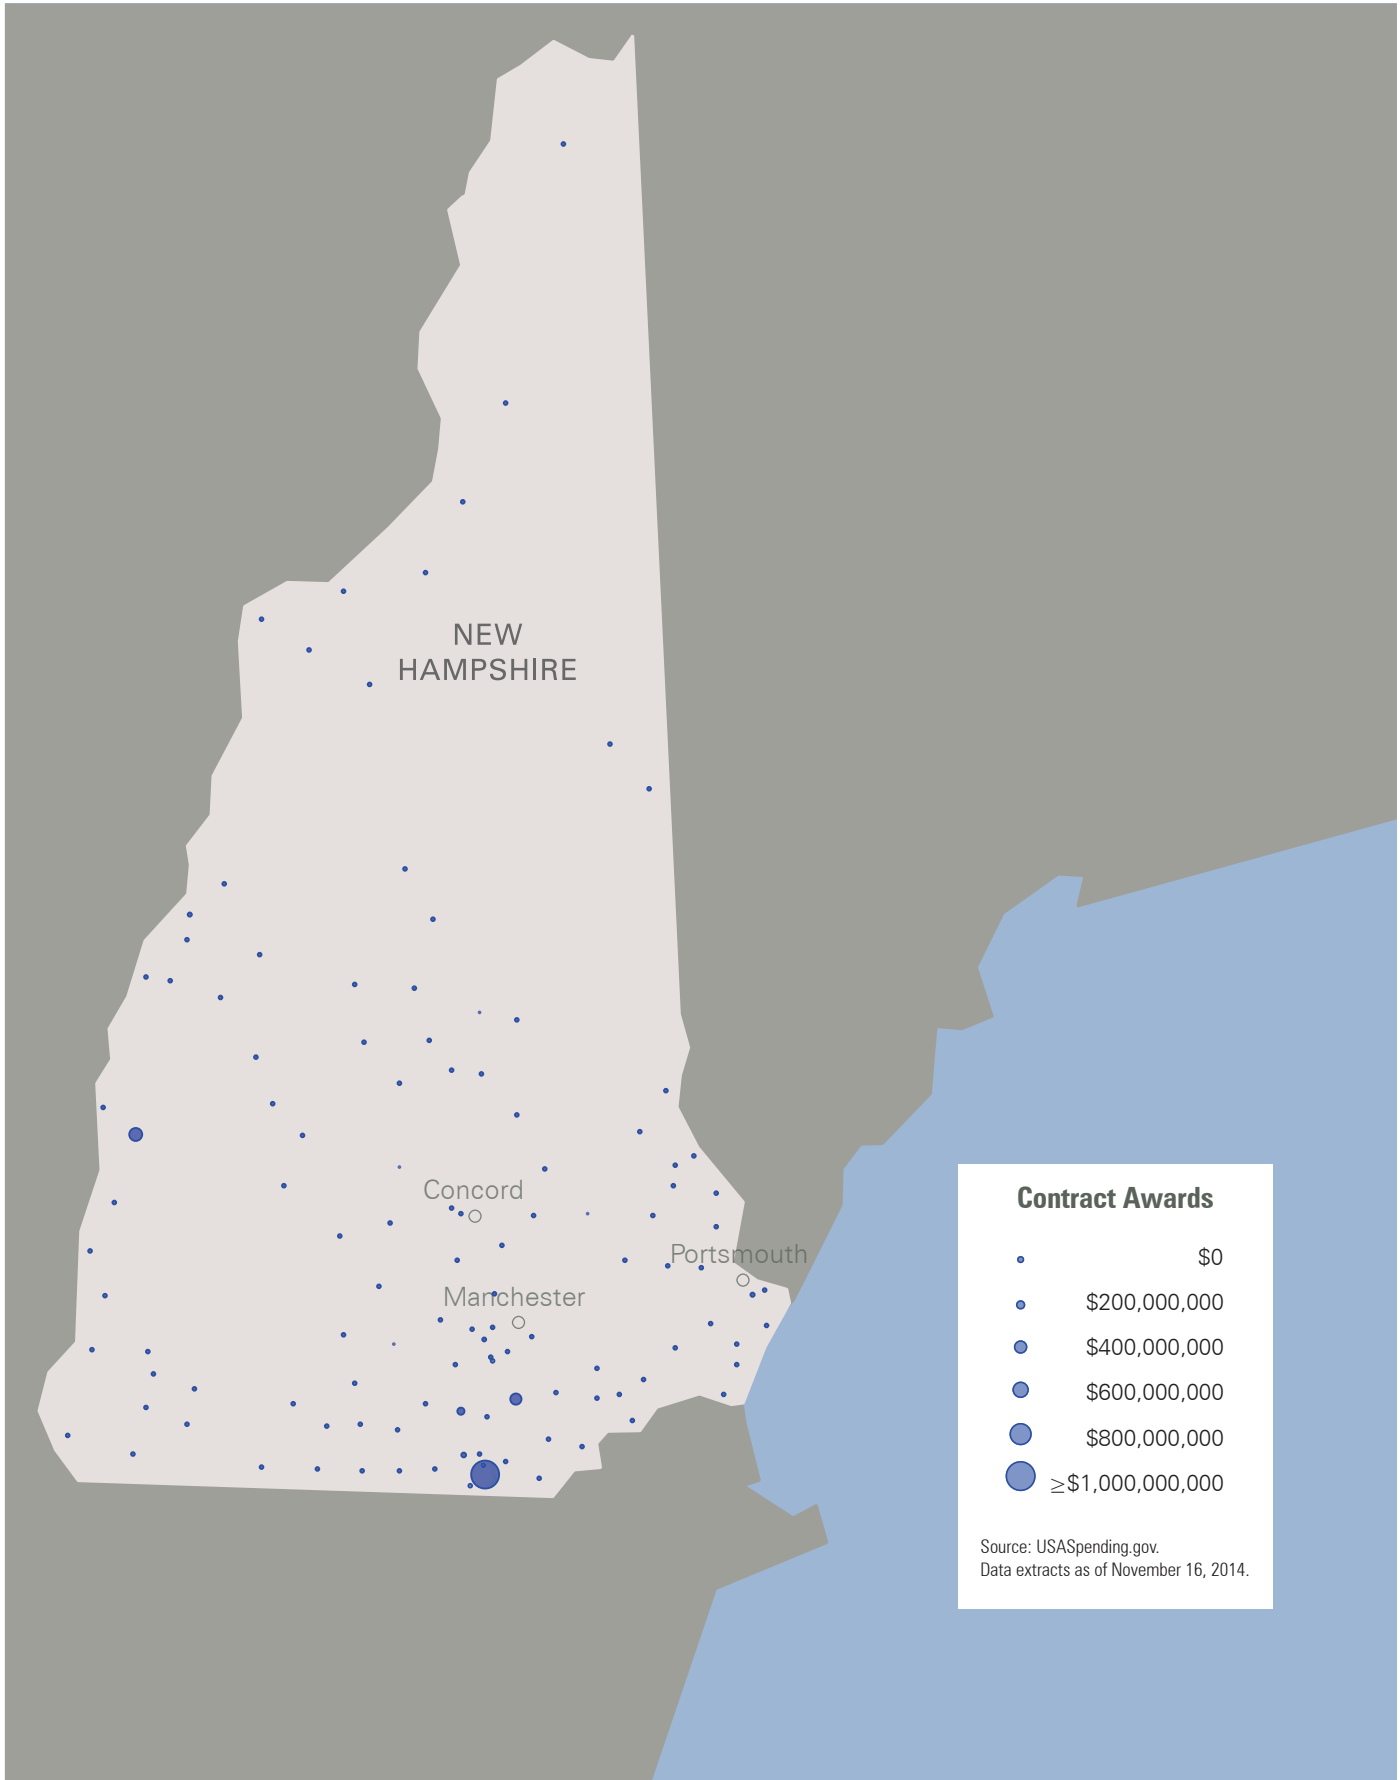 NEW
HAMPSHIRE
Concord
Portsmouth
Manchester
Contract Awards
$0
$200,000,000
$400,000,000
$600,000,000
$800,000,000
≥$1,000,000,000
Source: USASpending.gov.
Data extracts as of November 16, 2014.